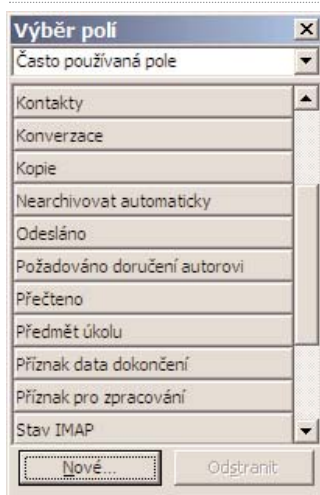 Výběr polí
Často používaná pole
Kontakty
Konverzace
Kopie
Nearchivovat automaticky
Odesláno
Požadováno doručení autorovi
Přečteno
Předmět úkolu
Příznak data dokončení
Příznak pro zpracování
Stav IMAP
Nové... Odstranit